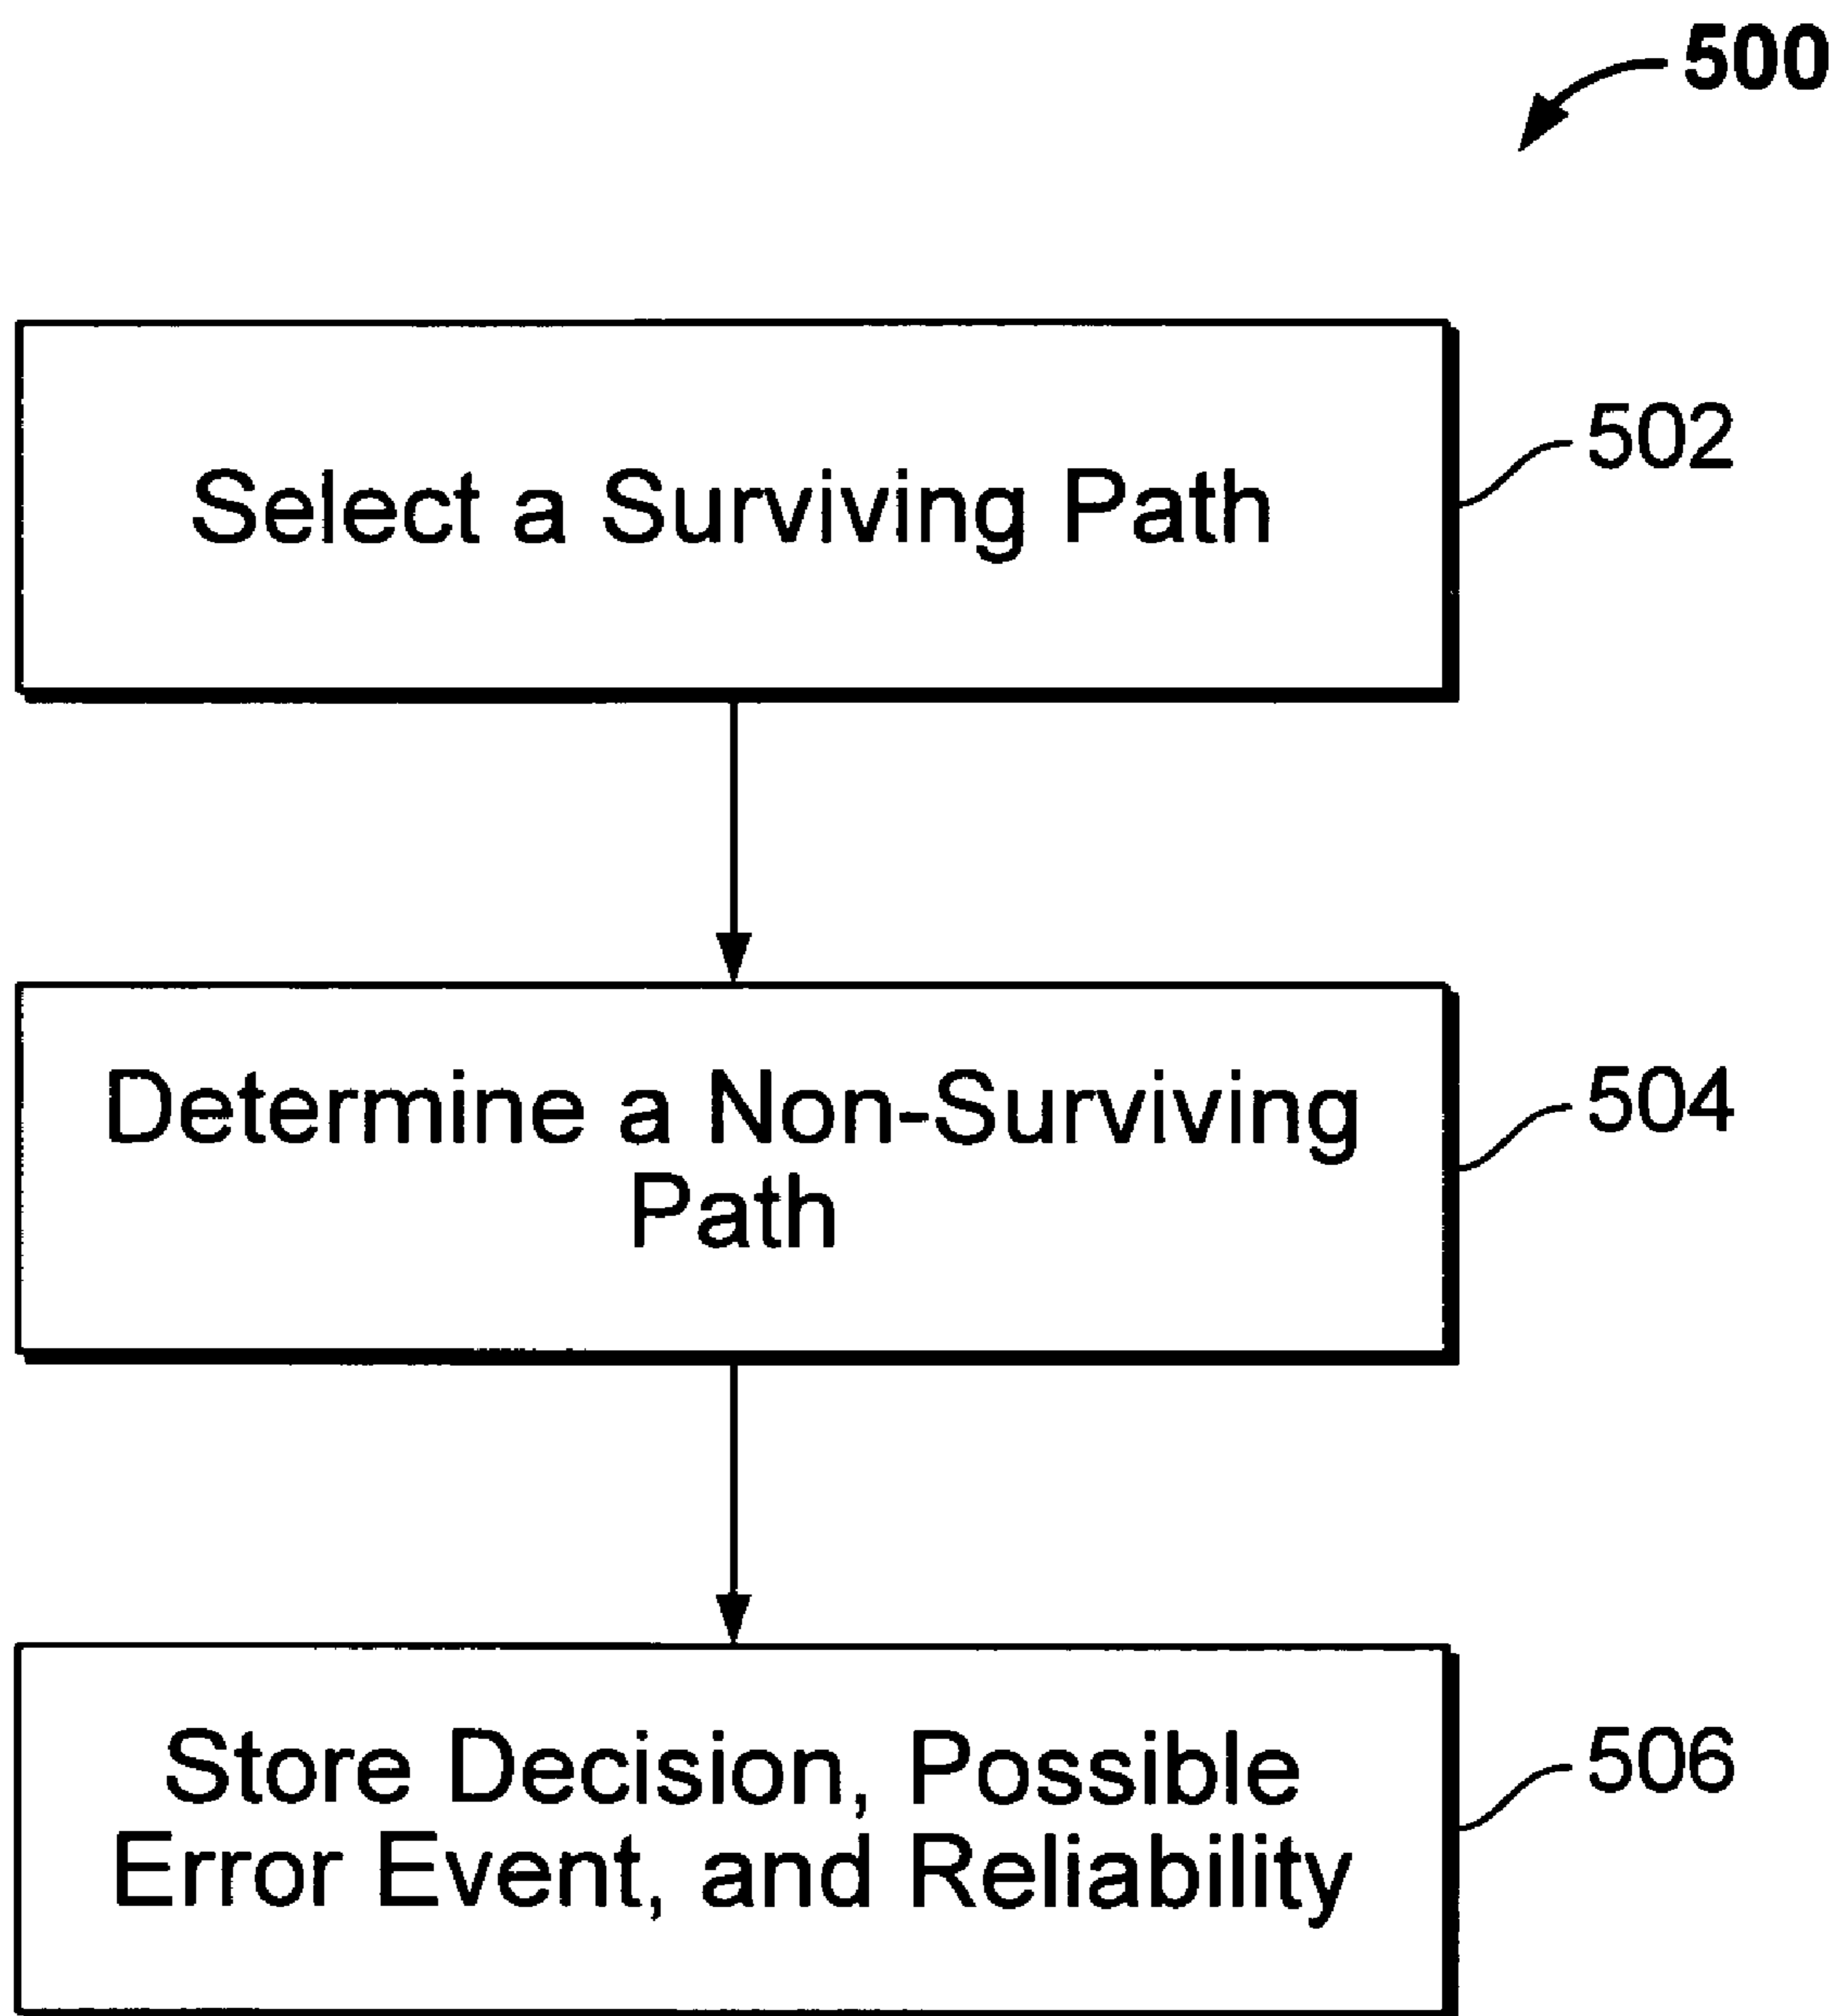 500
Select a Surviving Path
502
Determine a Non-Surviving
Path
504
Store Decision, Possible
Error Event, and Reliability
506